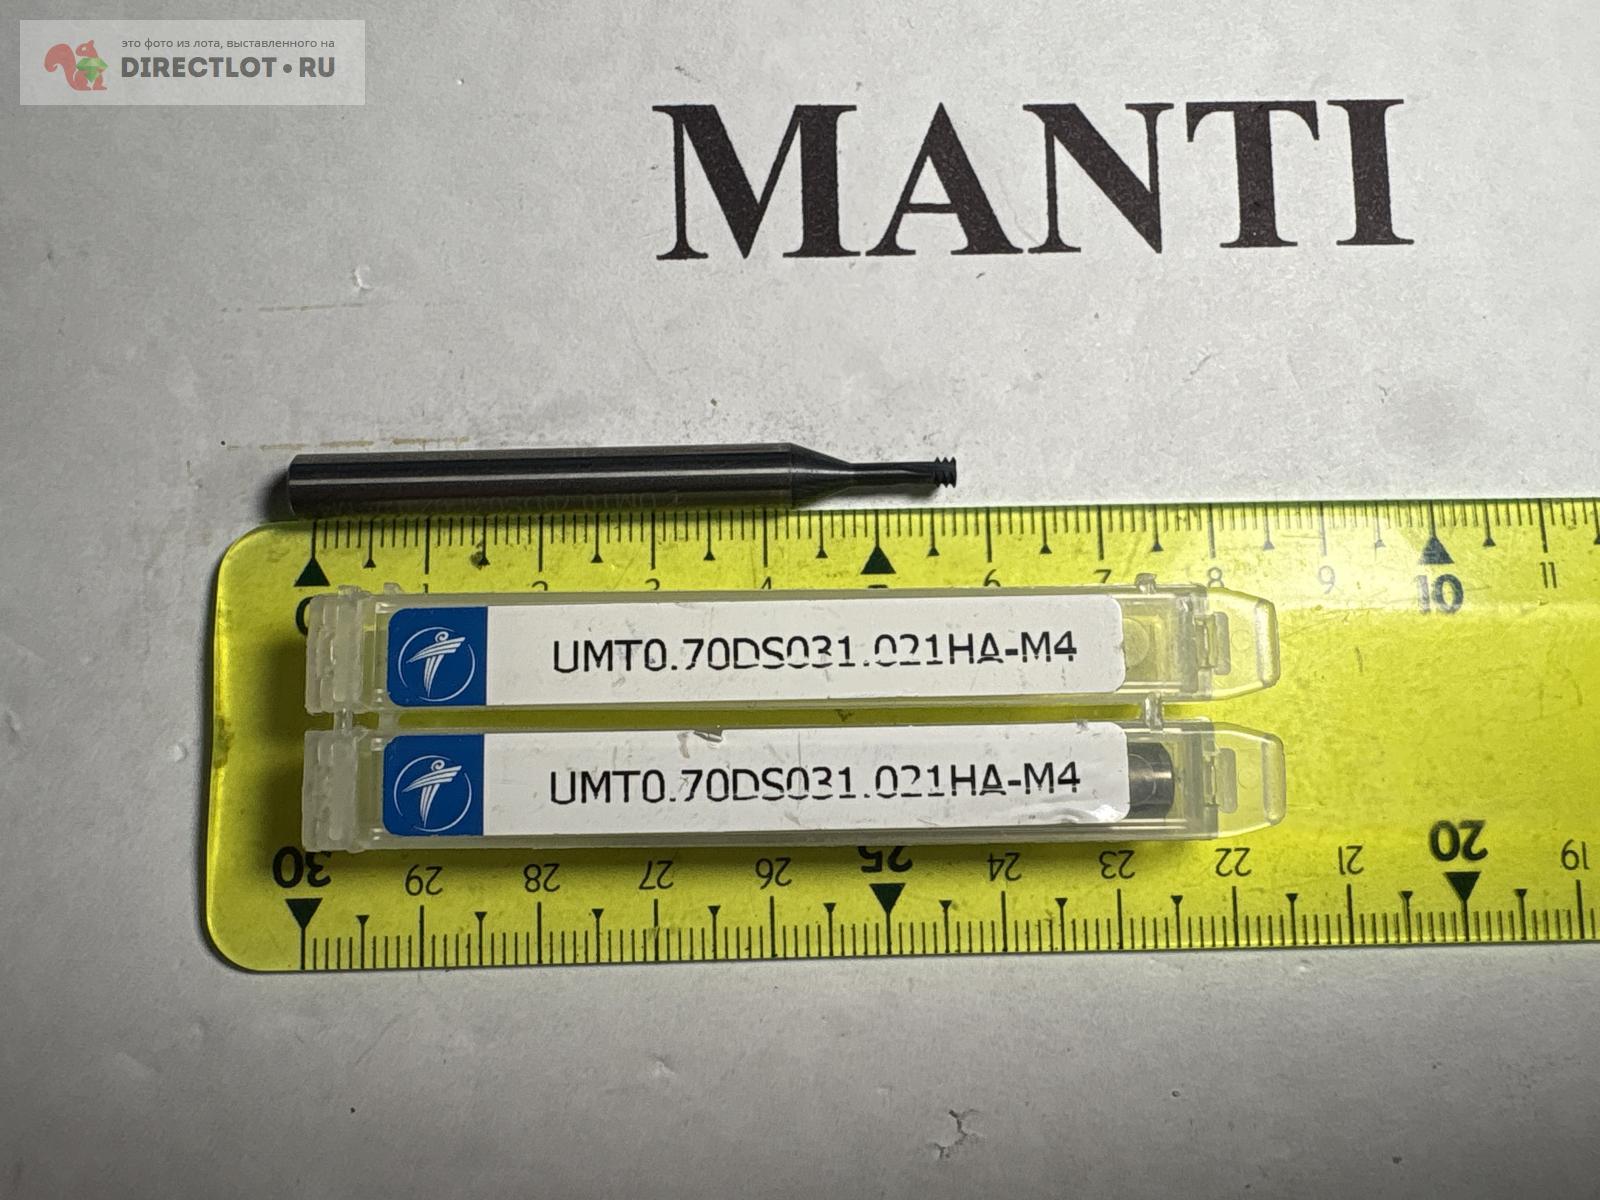 это фото из лота, выставленного на
DIRECTLOT•RU
MANTI
0 1 2 3 4 5 6 7 8 9 10 11
UMT0.70DS031.021HA-M4
UMT0.70DS031.021HA-M4
30 29 28 27 26 25 24 23 22 21 20 19